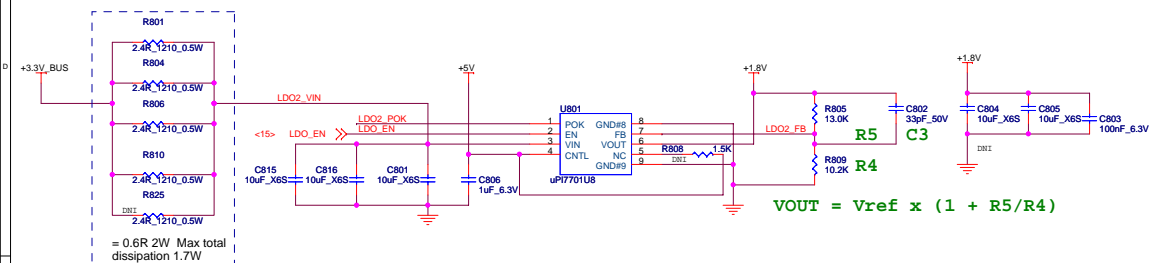 D
+3.3V_BUS
R801
2.4R_1210_0.5W
R804
2.4R_1210_0.5W
R806
2.4R_1210_0.5W
R810
2.4R_1210_0.5W
R825
DNI
2.4R_1210_0.5W
= 0.6R 2W Max total
dissipation 1.7W
LDO2_VIN
LDO2_POK
<15> LDO_EN
LDO_EN
C815
10uF_X6S
C816
10uF_X6S
C801
10uF_X6S
+5V
C806
1uF_6.3V
U801
1 POK GND#8 8
2 EN FB 7
3 VIN VOUT 6
4 CNTL NC 5
GND#9 9
uPI7701U8
R808 1.5K
DNI
+1.8V
LDO2_FB
R805
13.0K
R5
C802
33pF_50V
C3
R809
10.2K
R4
VOUT = Vref x (1 + R5/R4)
+1.8V
C804
10uF_X6S
C805
10uF_X6S
C803
100nF_6.3V
DNI